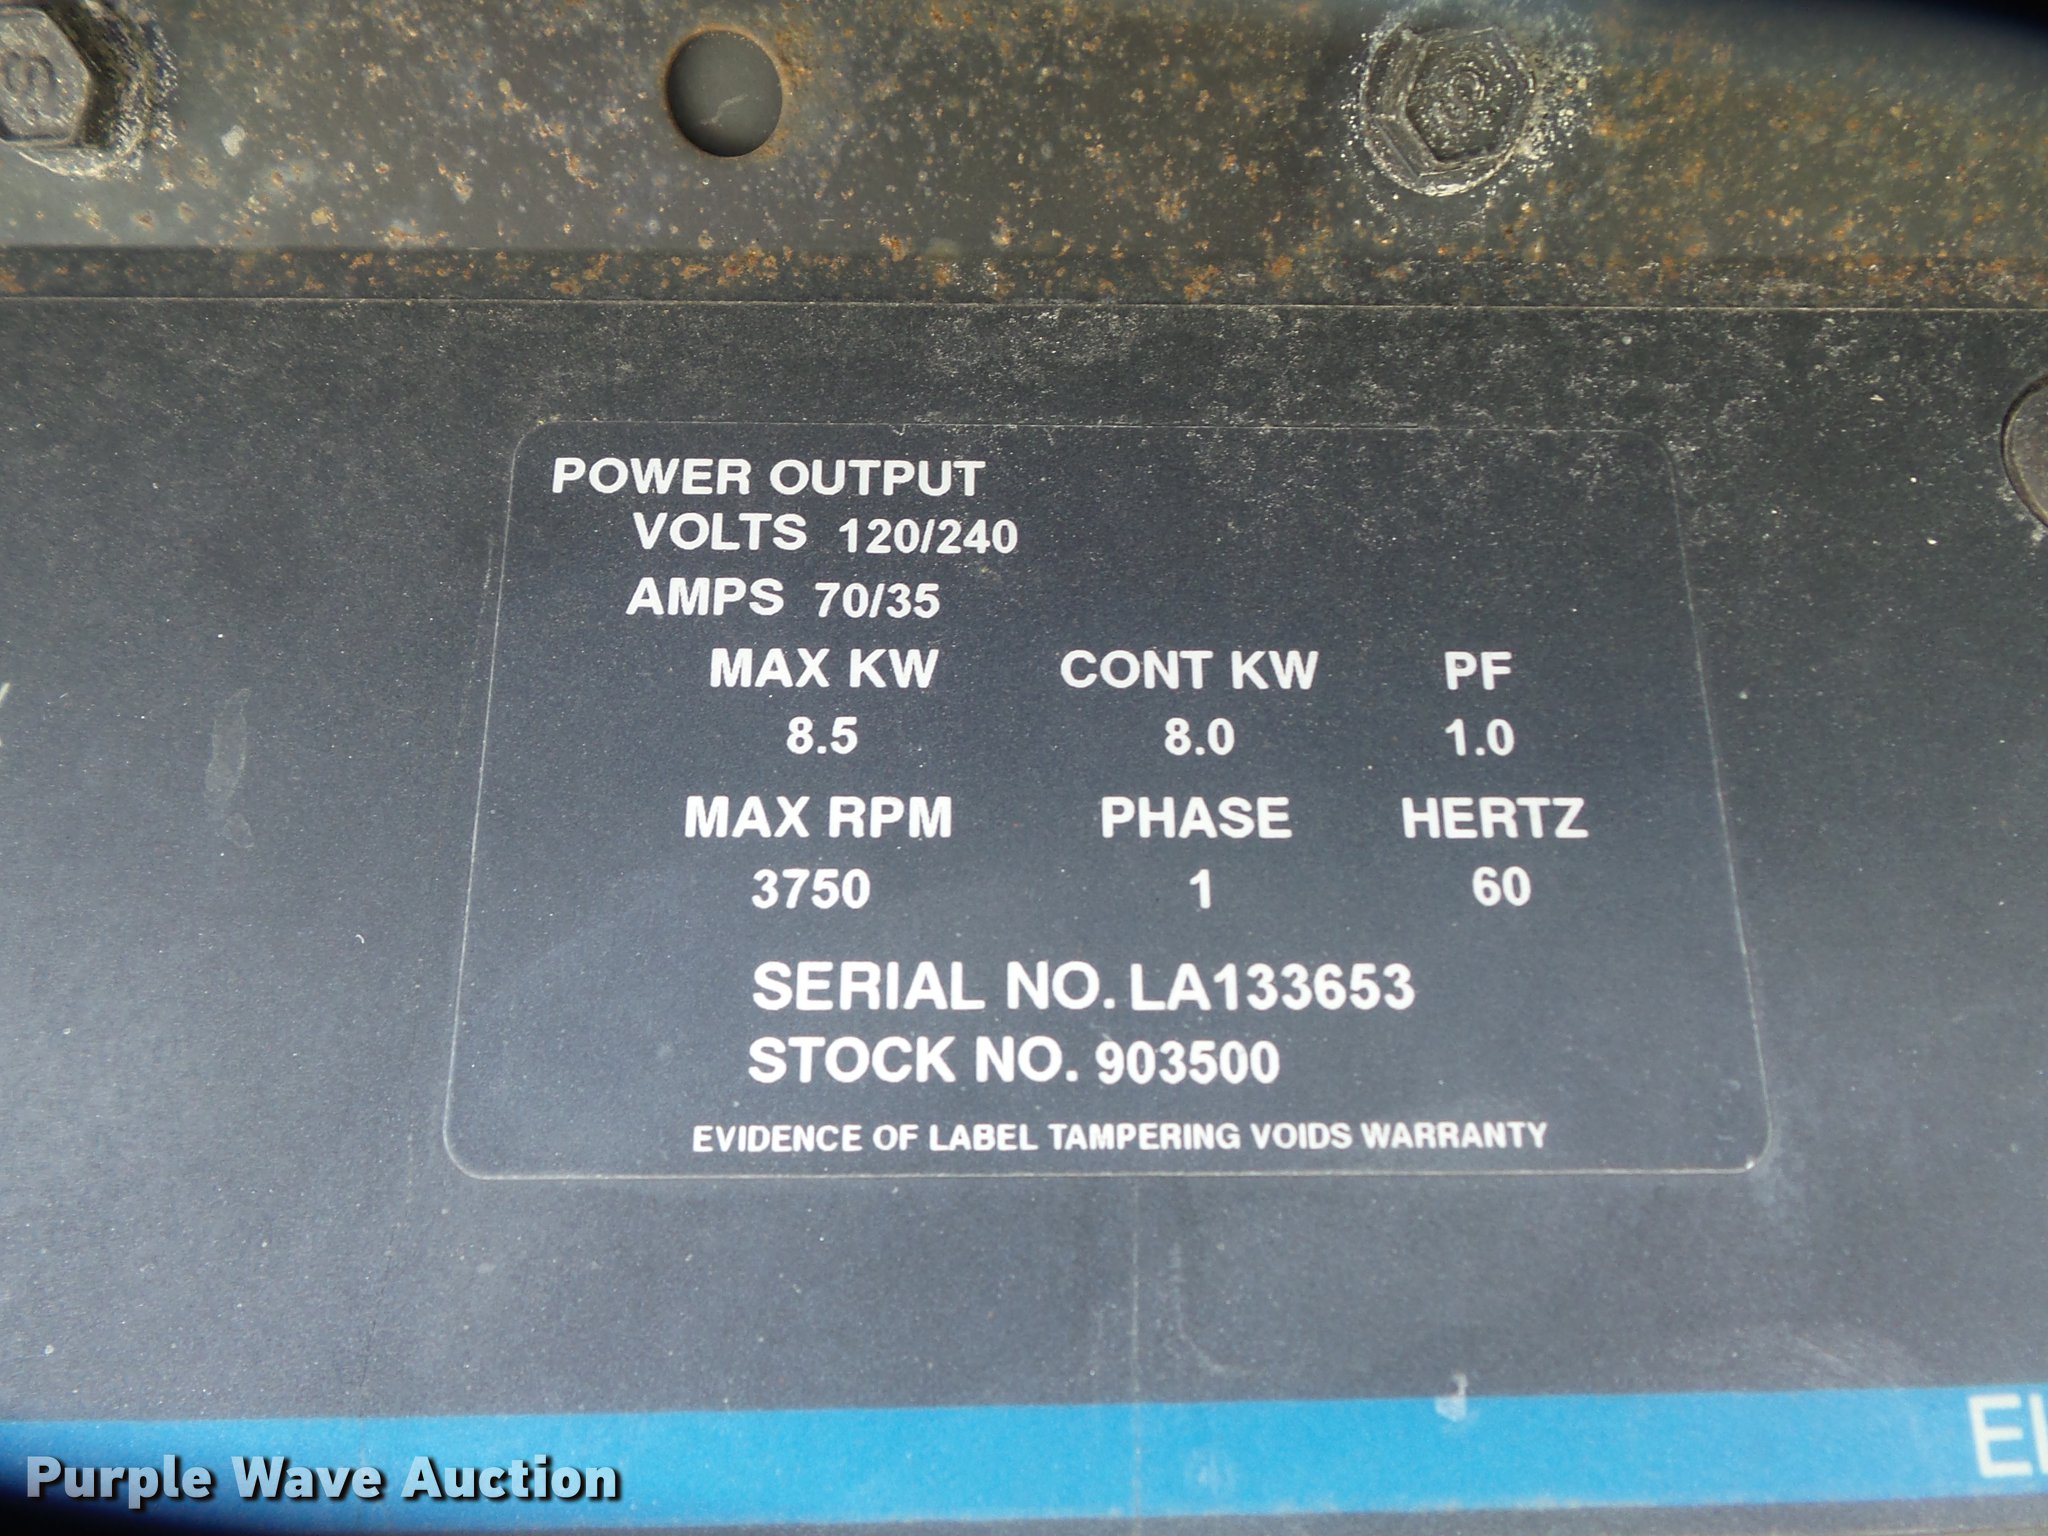 POWER OUTPUT
VOLTS 120/240
AMPS 70/35
MAX KW CONT KW PF
8.5 8.0 1.0
MAX RPM PHASE HERTZ
3750 1 60
SERIAL NO. LA133653
STOCK NO. 903500
EVIDENCE OF LABEL TAMPERING VOIDS WARRANTY
Purple Wave Auction